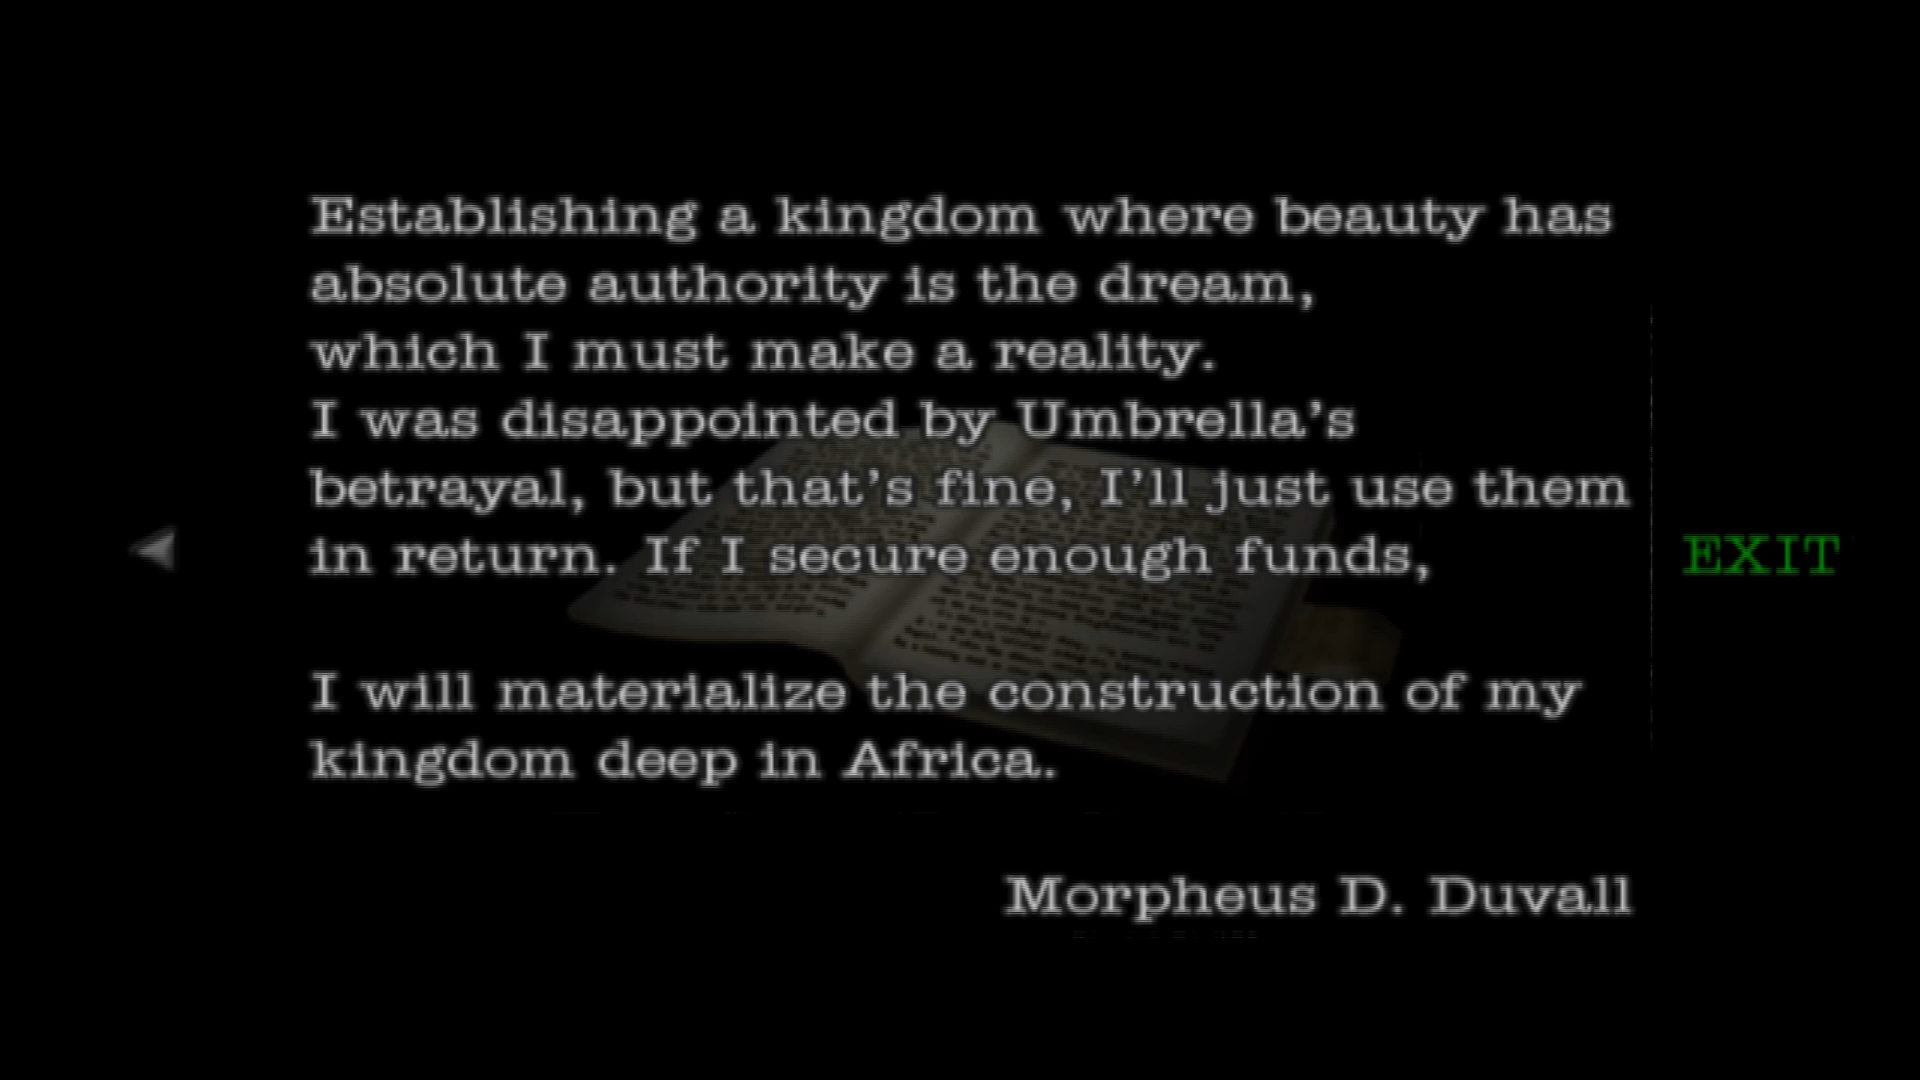 Establishing a kingdom where beauty has
absolute authority is the dream,
which I must make a reality.
I was disappointed by Umbrella's
betrayal, but that's fine, I'll just use them
in return. If I secure enough funds,
EXIT
I will materialize the construction of my
kingdom deep in Africa.
Morpheus D. Duvall